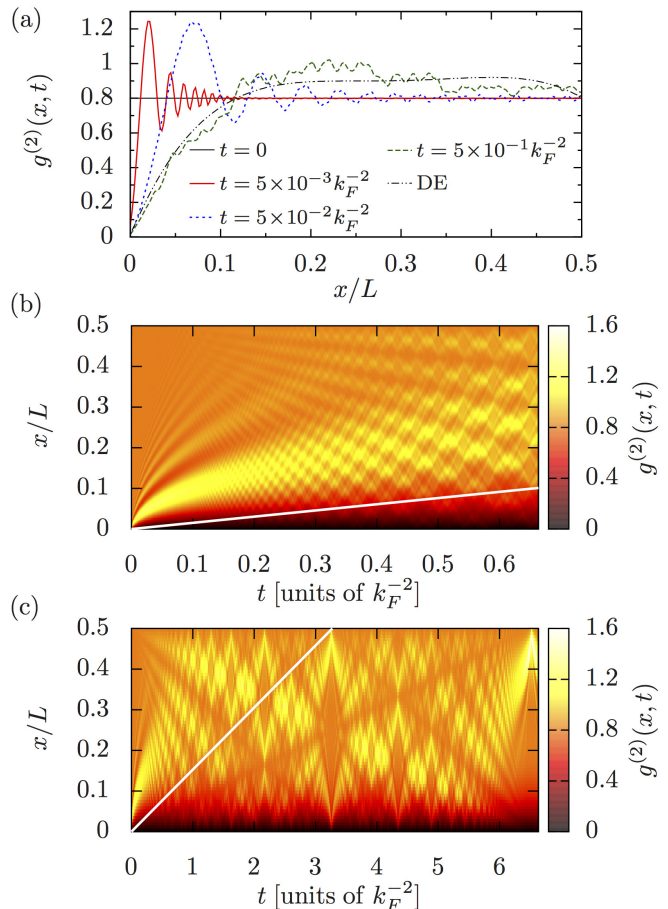 (a)
g^{(2)}(x, t)
1.2
1
0.8
0.6
0.4
0.2
0
t = 0
t = 5×10^{−3}k_F^{−2}
t = 5×10^{−2}k_F^{−2}
t = 5×10^{−1}k_F^{−2}
DE
0 0.1 0.2 0.3 0.4 0.5
x/L
(b)
x/L
0.5
0.4
0.3
0.2
0.1
0
0 0.1 0.2 0.3 0.4 0.5 0.6
t [units of k_F^{−2}]
1.6
1.2
0.8
0.4
0
g^{(2)}(x, t)
(c)
x/L
0.5
0.4
0.3
0.2
0.1
0
0 1 2 3 4 5 6
t [units of k_F^{−2}]
1.6
1.2
0.8
0.4
0
g^{(2)}(x, t)